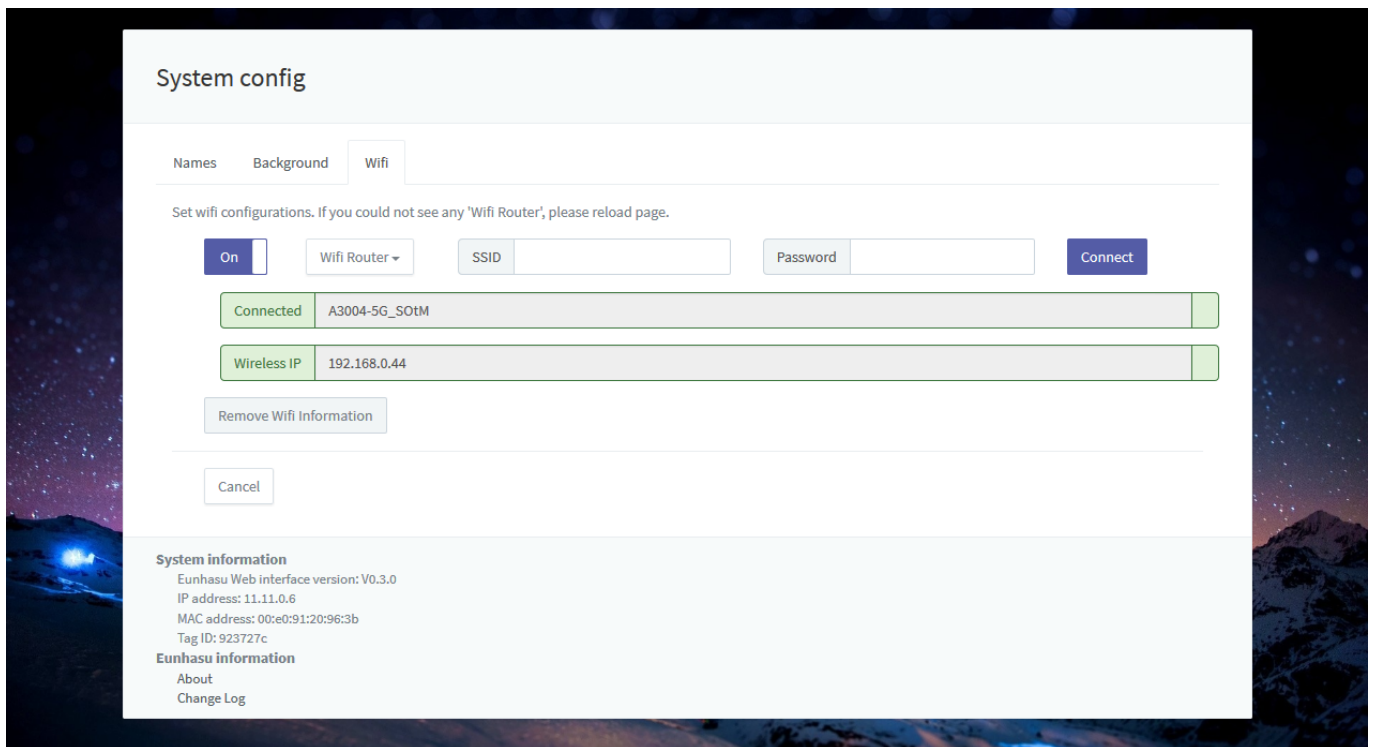 System config
Names Background Wifi
Set wifi configurations. If you could not see any 'Wifi Router', please reload page.
On Wifi Router SSID Password Connect
Connected A3004-5G_SOtM
Wireless IP 192.168.0.44
Remove Wifi Information
Cancel
System information
Eunhasu Web interface version: V0.3.0
IP address: 11.11.0.6
MAC address: 00:e0:91:20:96:3b
Tag ID: 923727c
Eunhasu information
About
Change Log